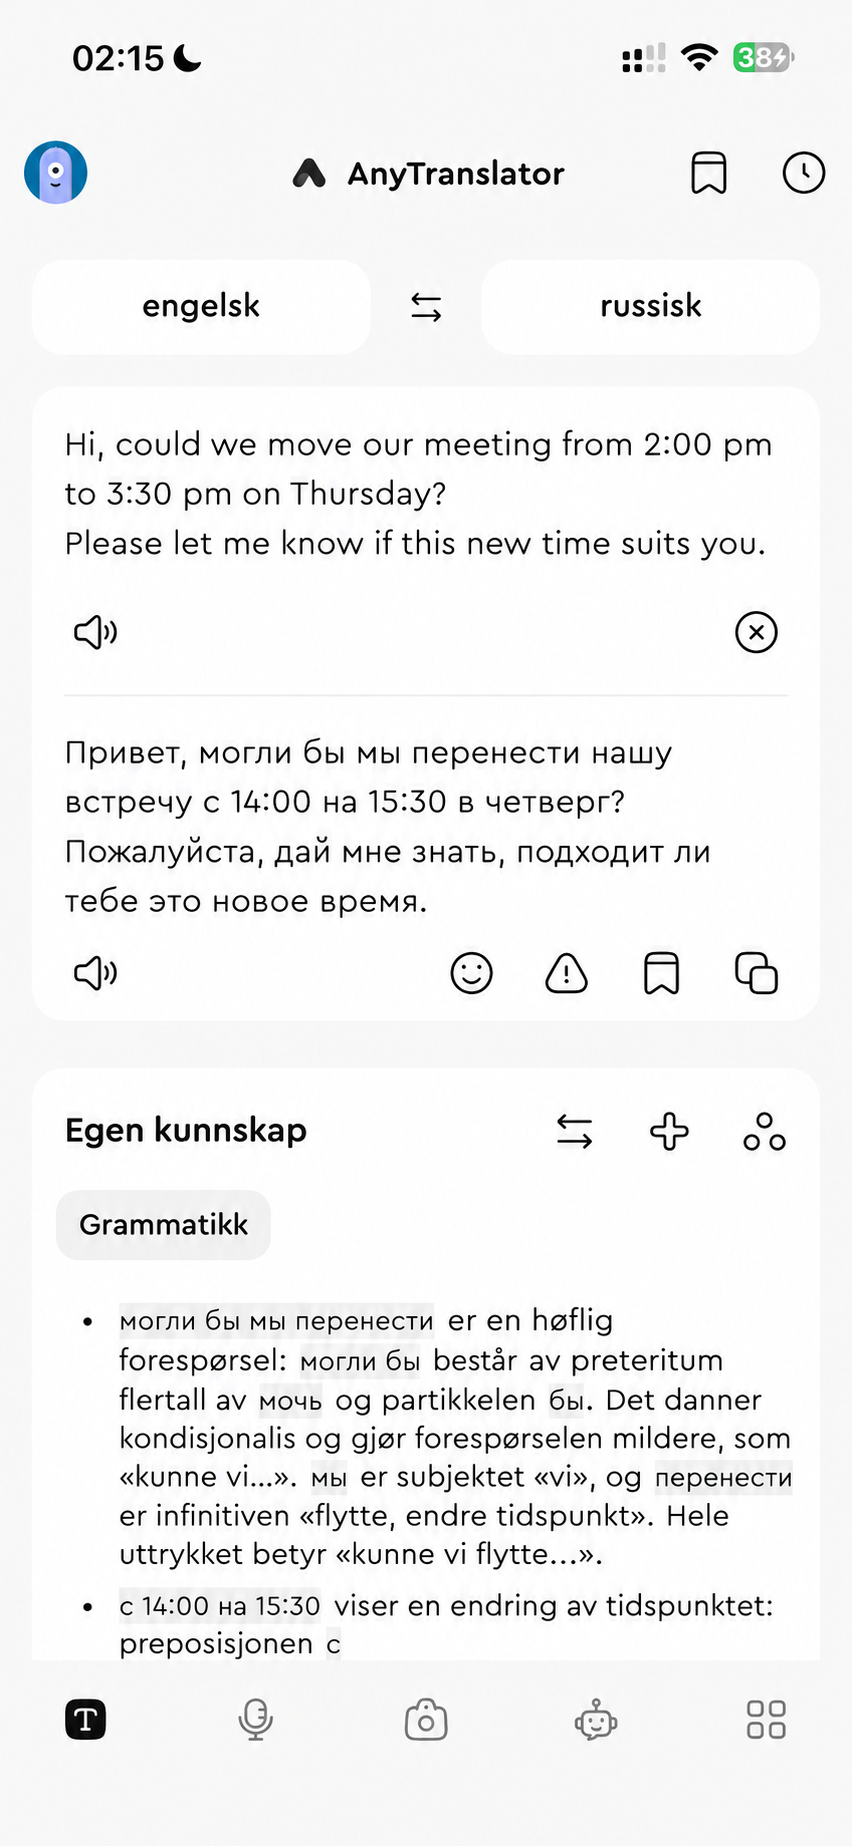 02:15
38
AnyTranslator
engelsk
russisk
Hi, could we move our meeting from 2:00 pm
to 3:30 pm on Thursday?
Please let me know if this new time suits you.
Привет, могли бы мы перенести нашу
встречу с 14:00 на 15:30 в четверг?
Пожалуйста, дай мне знать, подходит ли
тебе это новое время.
Egen kunnskap
Grammatikk
• могли бы мы перенести er en høflig
forespørsel: могли бы består av preteritum
flertall av мочь og partikkelen бы. Det danner
kondisjonalis og gjør forespørselen mildere, som
«kunne vi...». мы er subjektet «vi», og перенести
er infinitiven «flytte, endre tidspunkt». Hele
uttrykket betyr «kunne vi flytte...».
• с 14:00 на 15:30 viser en endring av tidspunktet:
preposisjonen с
T